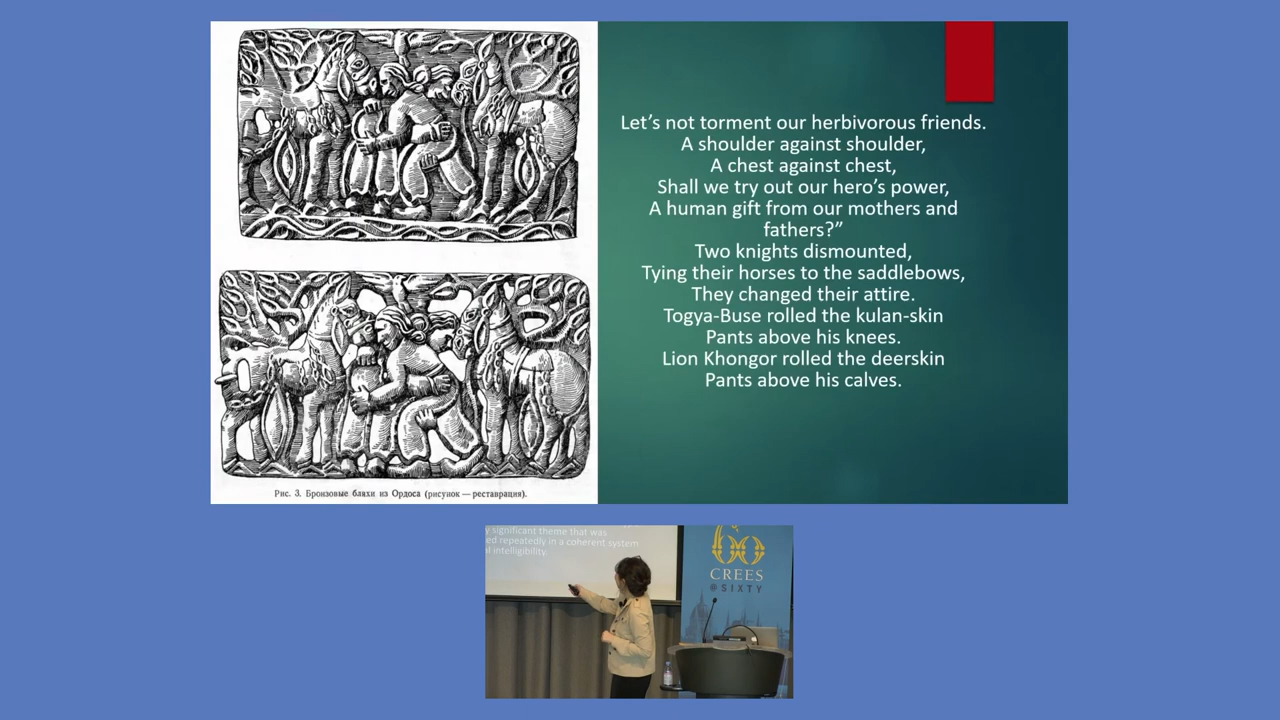 Let’s not torment our herbivorous friends.
A shoulder against shoulder,
A chest against chest,
Shall we try out our hero’s power,
A human gift from our mothers and
fathers?”
Two knights dismounted,
Tying their horses to the saddlebows,
They changed their attire.
Togya-Buse rolled the kulan-skin
Pants above his knees.
Lion Khongor rolled the deerskin
Pants above his calves.
Рис. 3. Бронзовые бляхи из Ордоса (рисунок — реставрация).
significant theme that was
repeatedly in a coherent system
intelligibility
60
CREES
@SIXTY